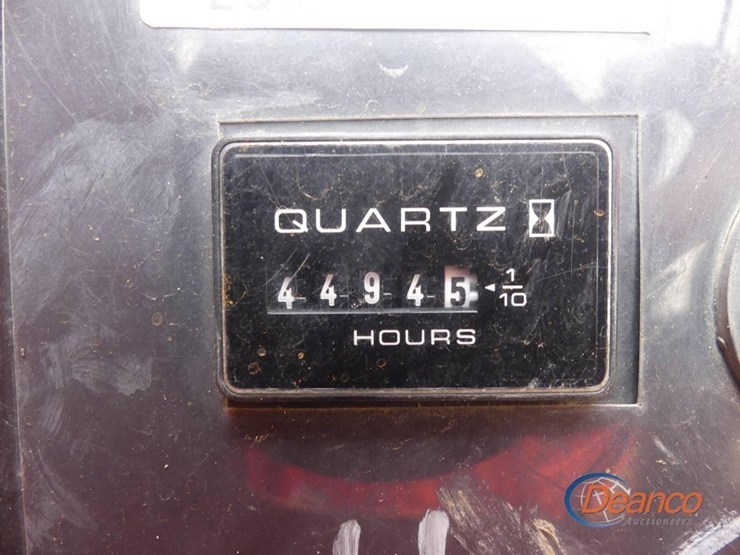 QUARTZ
44945 1/10
HOURS
Deanco
Auctioneers